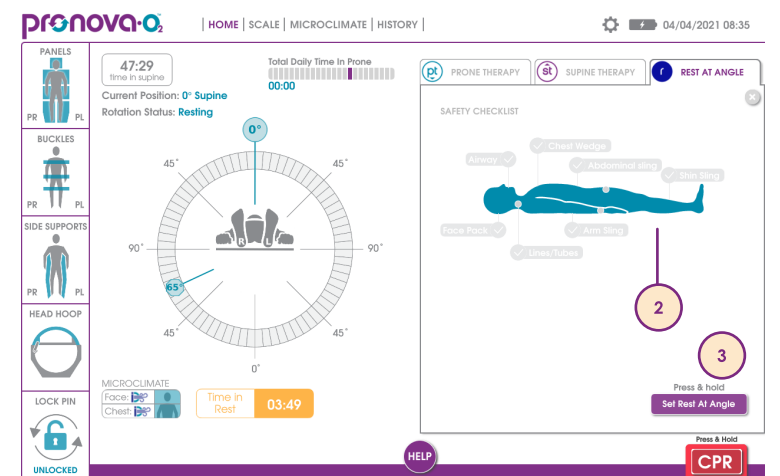 pronova·O₂
HOME | SCALE | MICROCLIMATE | HISTORY |
04/04/2021 08:35
PANELS
PR PL
BUCKLES
PR PL
SIDE SUPPORTS
PR PL
HEAD HOOP
LOCK PIN
UNLOCKED
47:29
time in supine
Current Position: 0° Supine
Rotation Status: Resting
Total Daily Time In Prone
00:00
0°
45° 45°
90° 90°
R L
65°
45° 45°
0°
MICROCLIMATE
Face:
Chest:
Time in
Rest
03:49
pt PRONE THERAPY
st SUPINE THERAPY
r REST AT ANGLE
SAFETY CHECKLIST
Chest Wedge
Airway
Abdominal sling
Shin Sling
Face Pack
Arm Sling
Lines/Tubes
2
3
Press & hold
Set Rest At Angle
HELP
Press & Hold
CPR